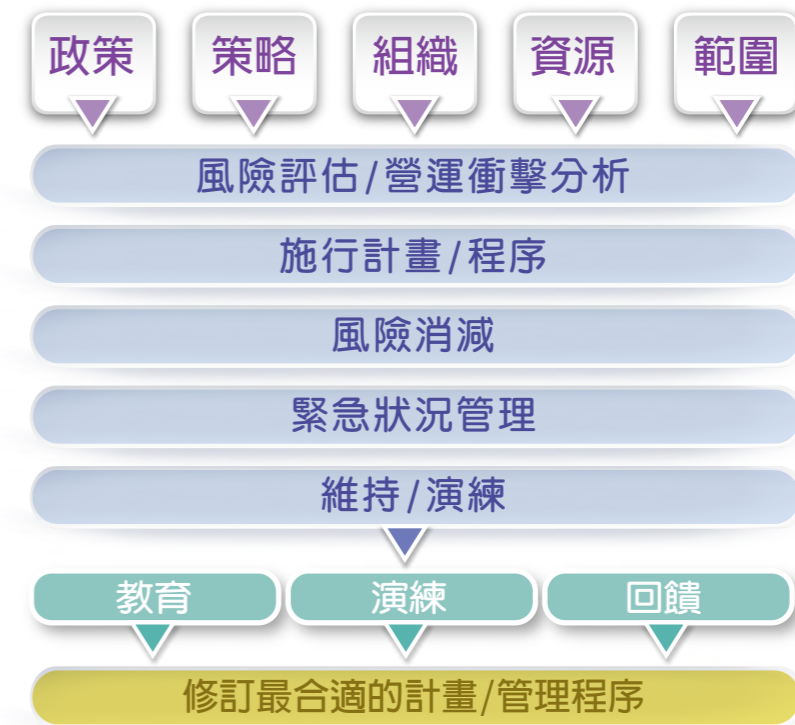 政策 策略 組織 資源 範圍
風險評估/營運衝擊分析
施行計畫/程序
風險消減
緊急狀況管理
維持/演練
教育 演練 回饋
修訂最合適的計畫/管理程序